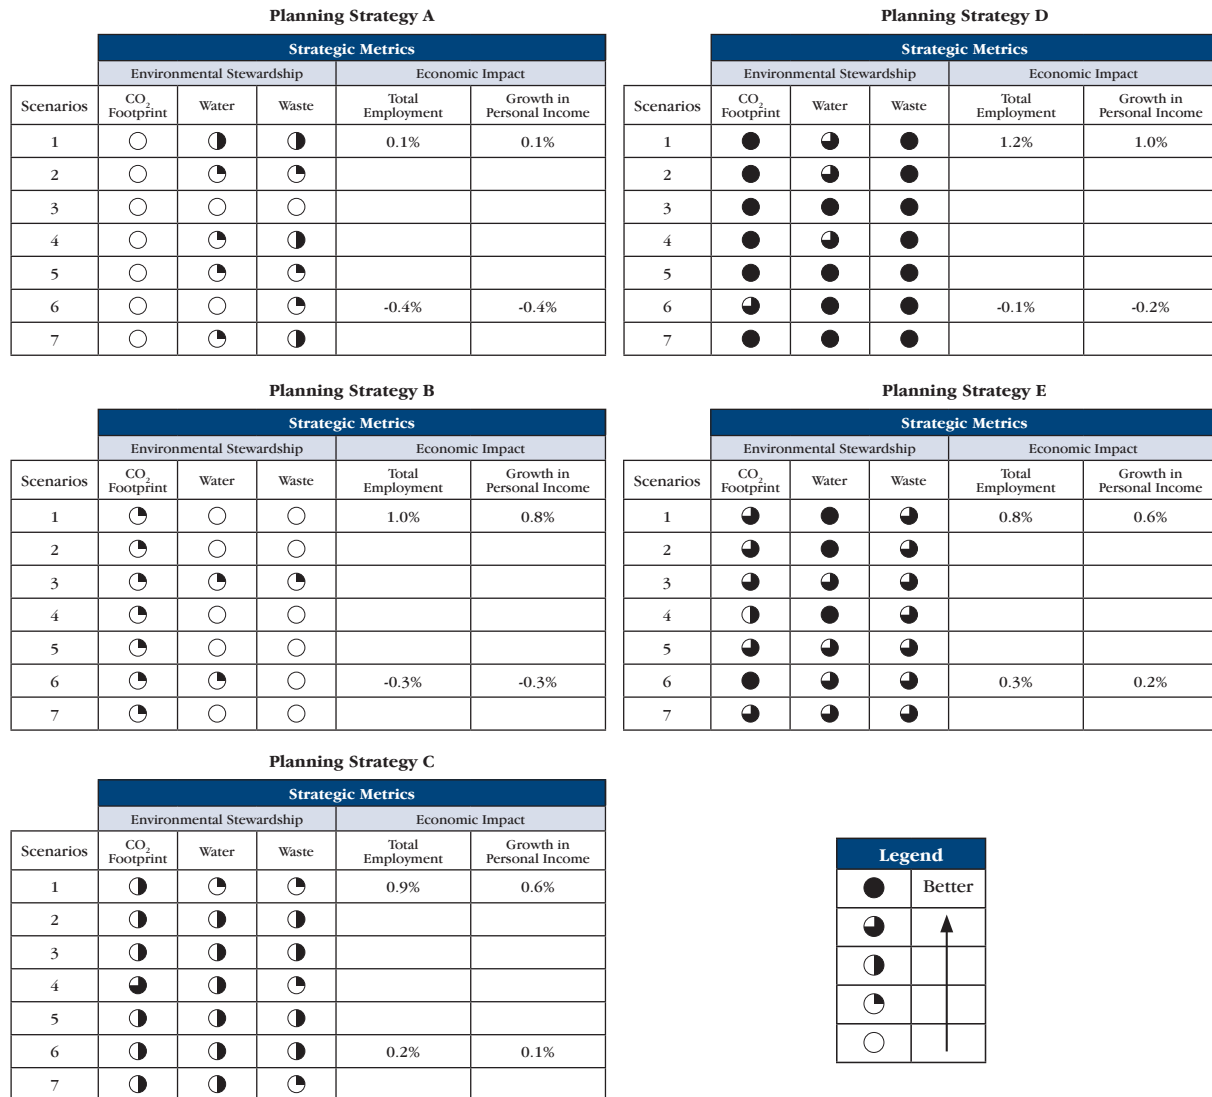 Planning Strategy A
Strategic Metrics
Environmental Stewardship Economic Impact
Scenarios CO2 Footprint Water Waste Total Employment Growth in Personal Income
1 0.1% 0.1%
2
3
4
5
6 -0.4% -0.4%
7
Planning Strategy B
Strategic Metrics
Environmental Stewardship Economic Impact
Scenarios CO2 Footprint Water Waste Total Employment Growth in Personal Income
1 1.0% 0.8%
2
3
4
5
6 -0.3% -0.3%
7
Planning Strategy C
Strategic Metrics
Environmental Stewardship Economic Impact
Scenarios CO2 Footprint Water Waste Total Employment Growth in Personal Income
1 0.9% 0.6%
2
3
4
5
6 0.2% 0.1%
7
Planning Strategy D
Strategic Metrics
Environmental Stewardship Economic Impact
Scenarios CO2 Footprint Water Waste Total Employment Growth in Personal Income
1 1.2% 1.0%
2
3
4
5
6 -0.1% -0.2%
7
Planning Strategy E
Strategic Metrics
Environmental Stewardship Economic Impact
Scenarios CO2 Footprint Water Waste Total Employment Growth in Personal Income
1 0.8% 0.6%
2
3
4
5
6 0.3% 0.2%
7
Legend
Better